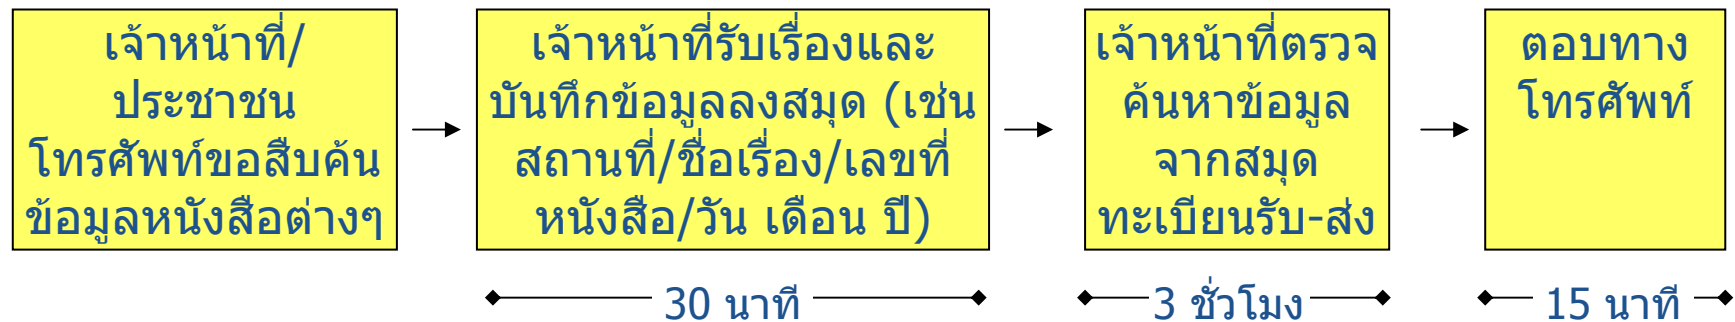 เจ้าหน้าที่/
ประชาชน
โทรศัพท์ขอสืบค้น
ข้อมูลหนังสือต่างๆ
เจ้าหน้าที่รับเรื่องและ
บันทึกข้อมูลลงสมุด (เช่น
สถานที่/ชื่อเรื่อง/เลขที่
หนังสือ/วัน เดือน ปี)
เจ้าหน้าที่ตรวจ
ค้นหาข้อมูล
จากสมุด
ทะเบียนรับ-ส่ง
ตอบทาง
โทรศัพท์
30 นาที
3 ชั่วโมง
15 นาที